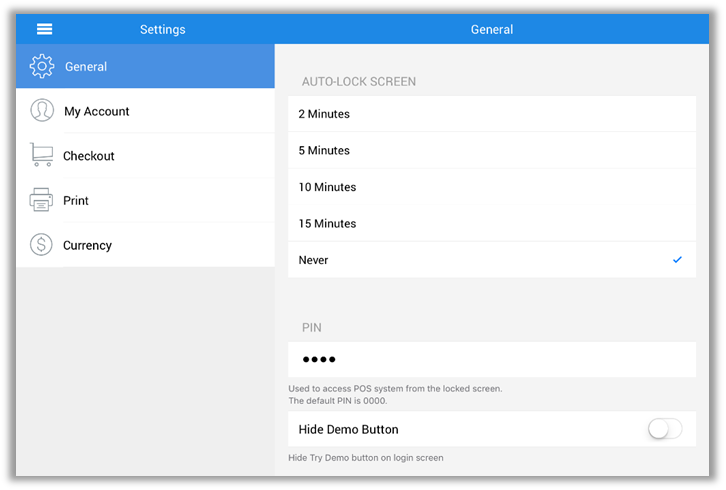 Settings
General
General
My Account
Checkout
Print
Currency
AUTO-LOCK SCREEN
2 Minutes
5 Minutes
10 Minutes
15 Minutes
Never
PIN
●●●●
Used to access POS system from the locked screen.
The default PIN is 0000.
Hide Demo Button
Hide Try Demo button on login screen